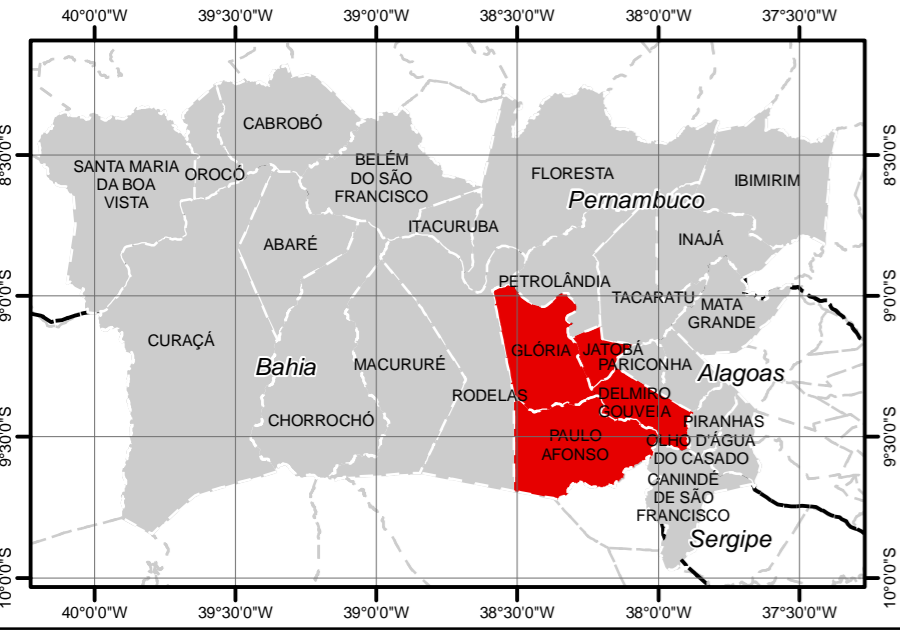 40°0'0"W 39°30'0"W 39°0'0"W 38°30'0"W 38°0'0"W 37°30'0"W
8°30'0"S
9°0'0"S
9°30'0"S
10°0'0"S
CABROBÓ
SANTA MARIA
DA BOA
VISTA
OROCÓ
BELÉM
DO SÃO
FRANCISCO
FLORESTA
IBIMIRIM
Pernambuco
ITACURUBA
ABARÉ
INAJÁ
PETROLÂNDIA
TACARATU
MATA
GRANDE
CURAÇÁ
GLÓRIA
JATOBÁ
PARICONHA
Bahia
MACURURÉ
Alagoas
RODELAS
DELMIRO
GOUVEIA
CHORROCHÓ
PIRANHAS
PAULO
AFONSO
OLHO D'ÁGUA
DO CASADO
CANINDÉ
DE SÃO
FRANCISCO
Sergipe
8°30'0"S
9°0'0"S
9°30'0"S
10°0'0"S
40°0'0"W 39°30'0"W 39°0'0"W 38°30'0"W 38°0'0"W 37°30'0"W